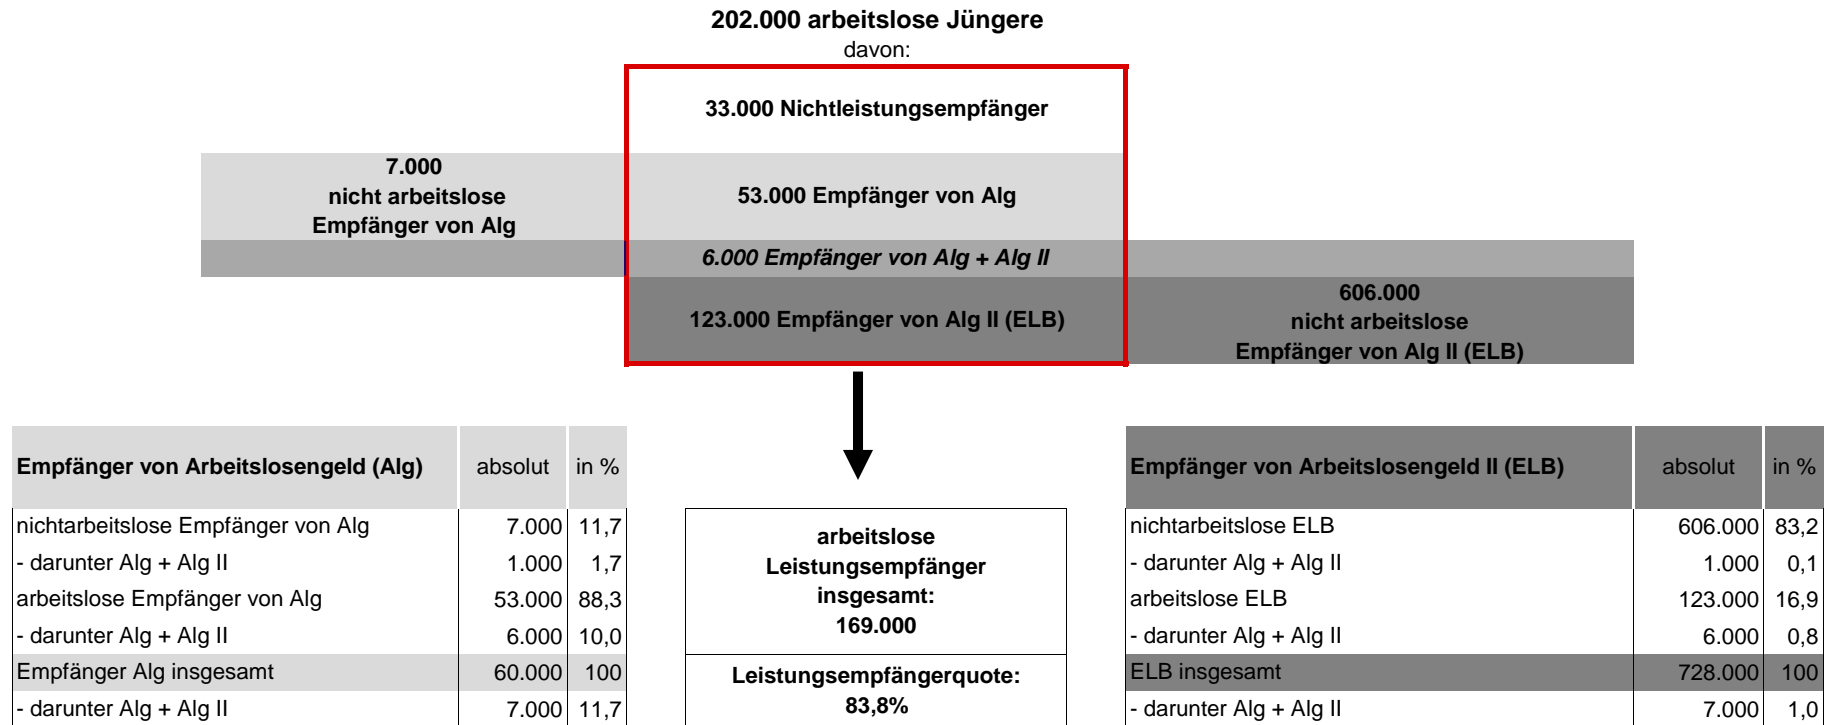 202.000 arbeitslose Jüngere
davon:
33.000 Nichtleistungsempfänger
7.000
nicht arbeitslose
Empfänger von Alg
53.000 Empfänger von Alg
6.000 Empfänger von Alg + Alg II
123.000 Empfänger von Alg II (ELB)
606.000
nicht arbeitslose
Empfänger von Alg II (ELB)
Empfänger von Arbeitslosengeld (Alg) absolut in %
nichtarbeitslose Empfänger von Alg 7.000 11,7
- darunter Alg + Alg II 1.000 1,7
arbeitslose Empfänger von Alg 53.000 88,3
- darunter Alg + Alg II 6.000 10,0
Empfänger Alg insgesamt 60.000 100
- darunter Alg + Alg II 7.000 11,7
arbeitslose
Leistungsempfänger
insgesamt:
169.000
Leistungsempfängerquote:
83,8%
Empfänger von Arbeitslosengeld II (ELB) absolut in %
nichtarbeitslose ELB 606.000 83,2
- darunter Alg + Alg II 1.000 0,1
arbeitslose ELB 123.000 16,9
- darunter Alg + Alg II 6.000 0,8
ELB insgesamt 728.000 100
- darunter Alg + Alg II 7.000 1,0